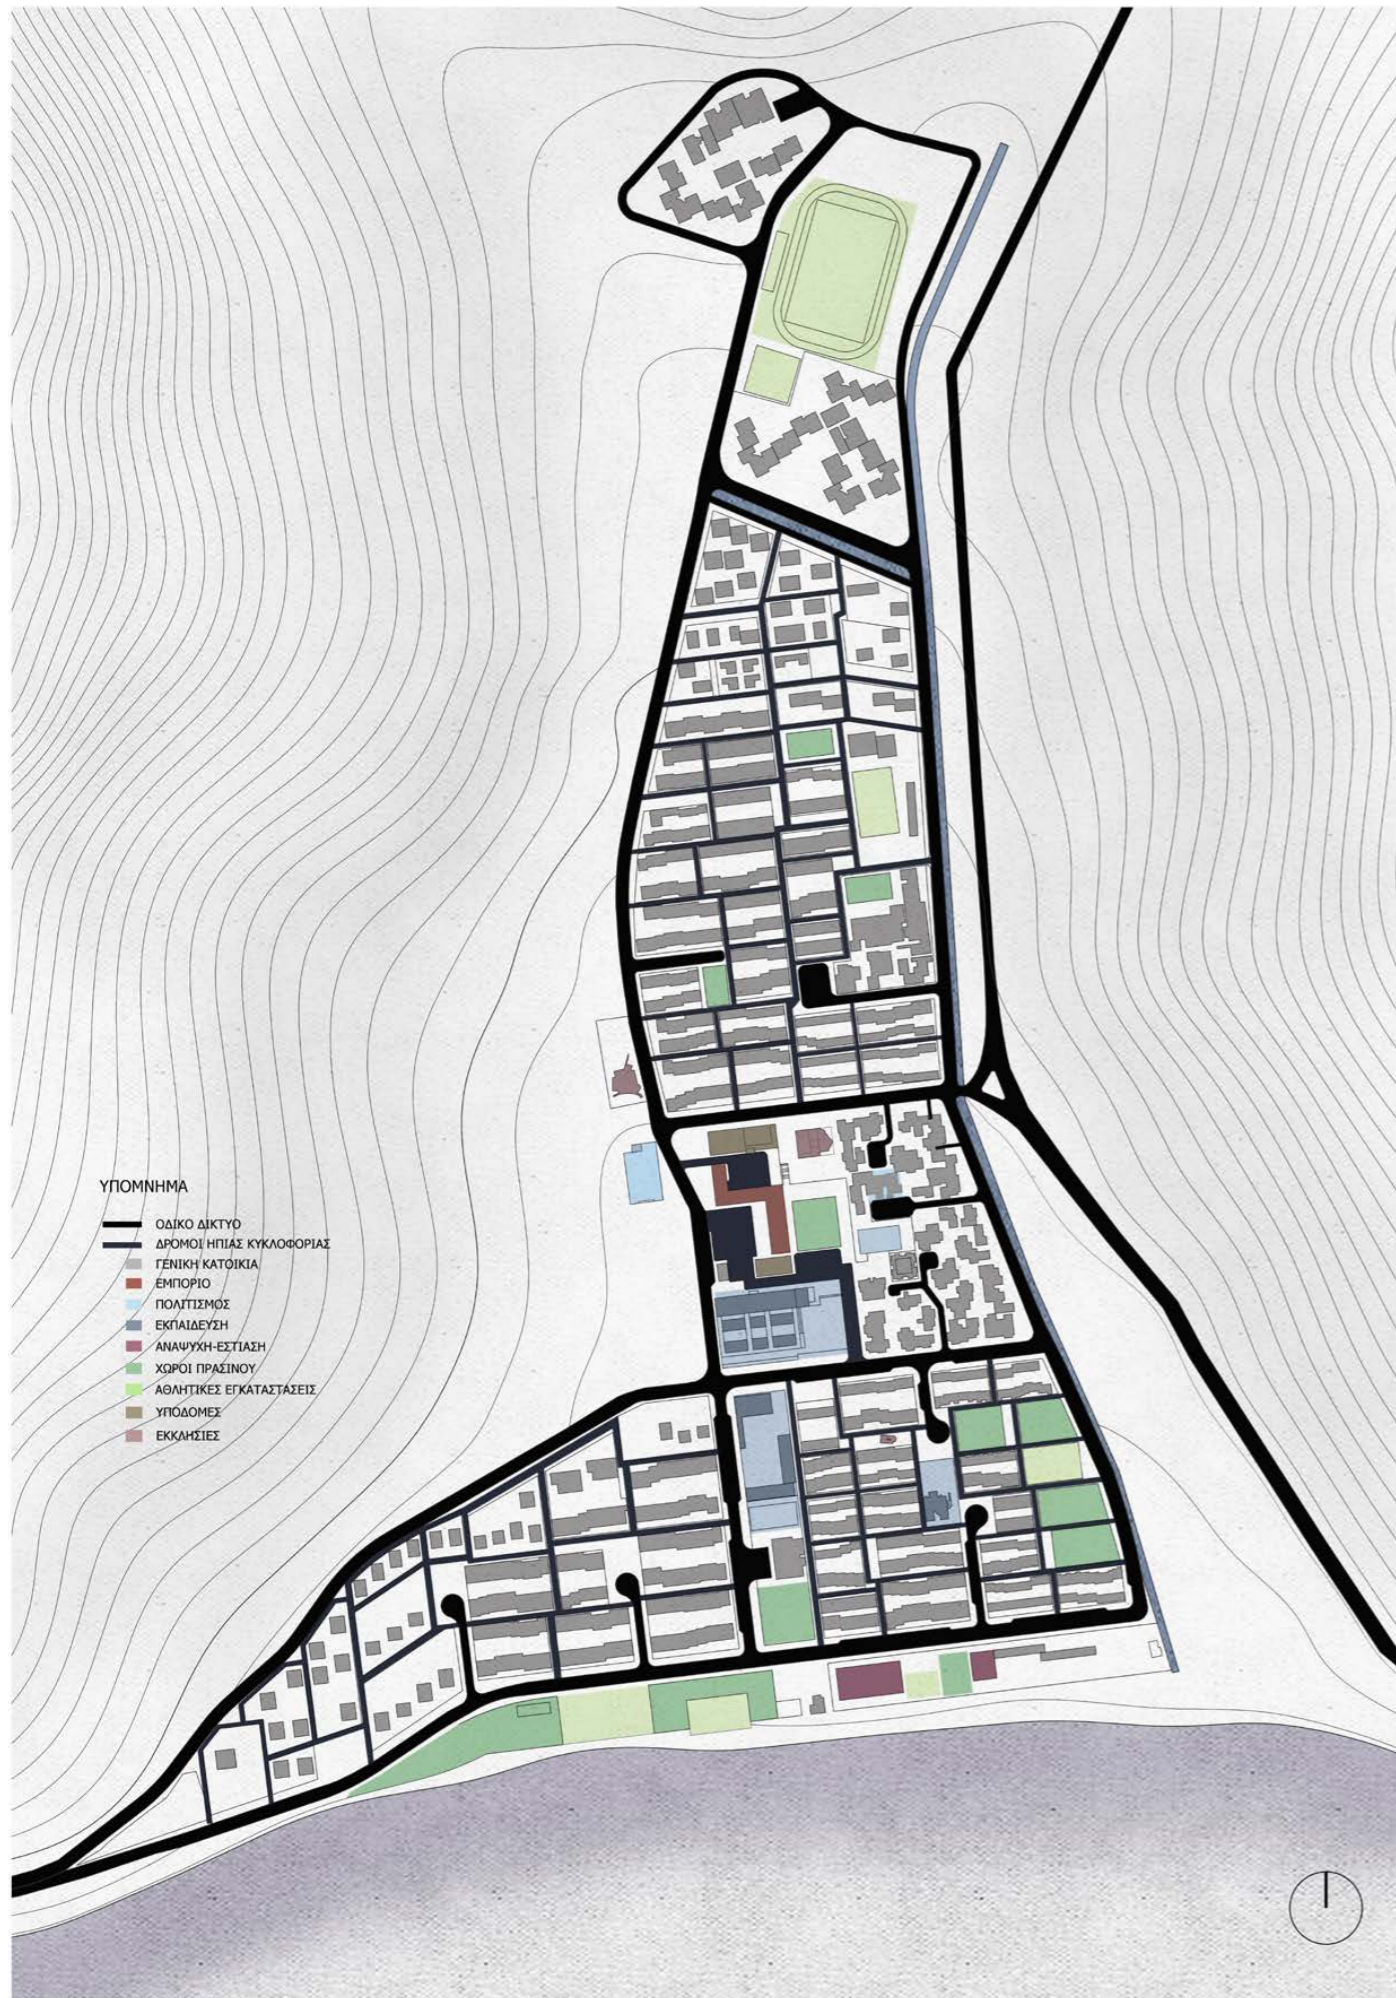 ΥΠΟΜΝΗΜΑ
ΟΔΙΚΟ ΔΙΚΤΥΟ
ΔΡΟΜΟΙ ΗΠΙΑΣ ΚΥΚΛΟΦΟΡΙΑΣ
ΓΕΝΙΚΗ ΚΑΤΟΙΚΙΑ
ΕΜΠΟΡΙΟ
ΠΟΛΙΤΙΣΜΟΣ
ΕΚΠΑΙΔΕΥΣΗ
ΑΝΑΨΥΧΗ-ΕΣΤΙΑΣΗ
ΧΩΡΟΙ ΠΡΑΣΙΝΟΥ
ΑΘΛΗΤΙΚΕΣ ΕΓΚΑΤΑΣΤΑΣΕΙΣ
ΥΠΟΔΟΜΕΣ
ΕΚΚΛΗΣΙΕΣ